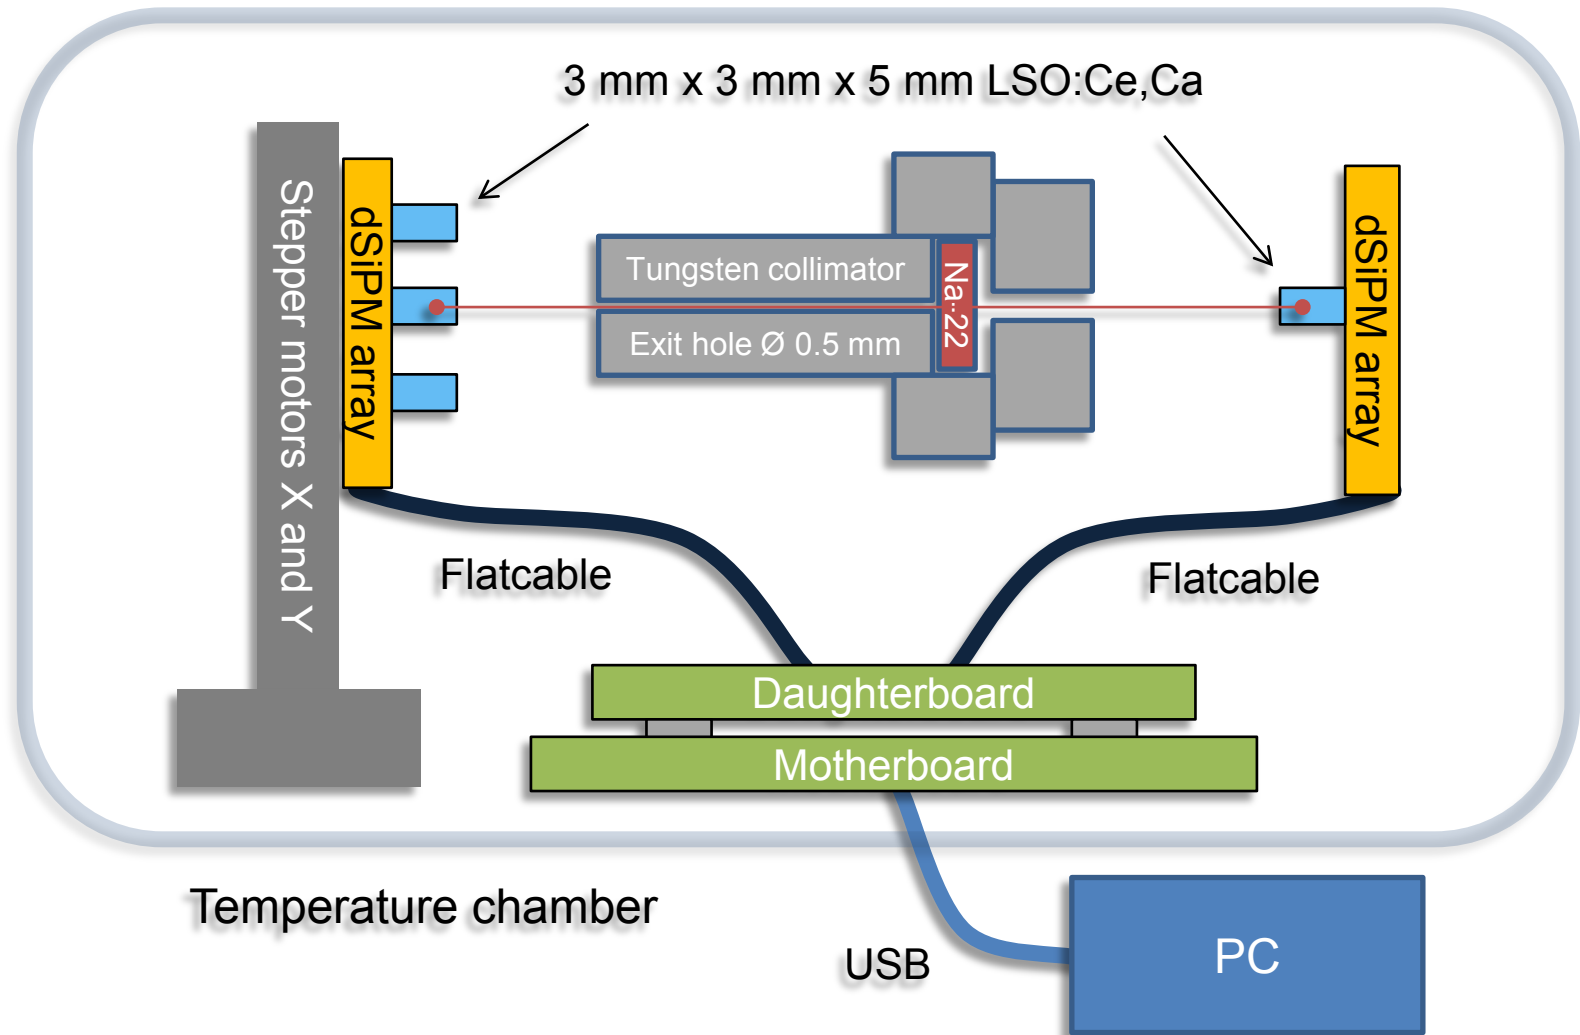 3 mm x 3 mm x 5 mm LSO:Ce,Ca
Stepper motors X and Y
dSiPM array
Tungsten collimator
Exit hole Ø 0.5 mm
Na-22
dSiPM array
Flatcable
Flatcable
Daughterboard
Motherboard
Temperature chamber
USB
PC